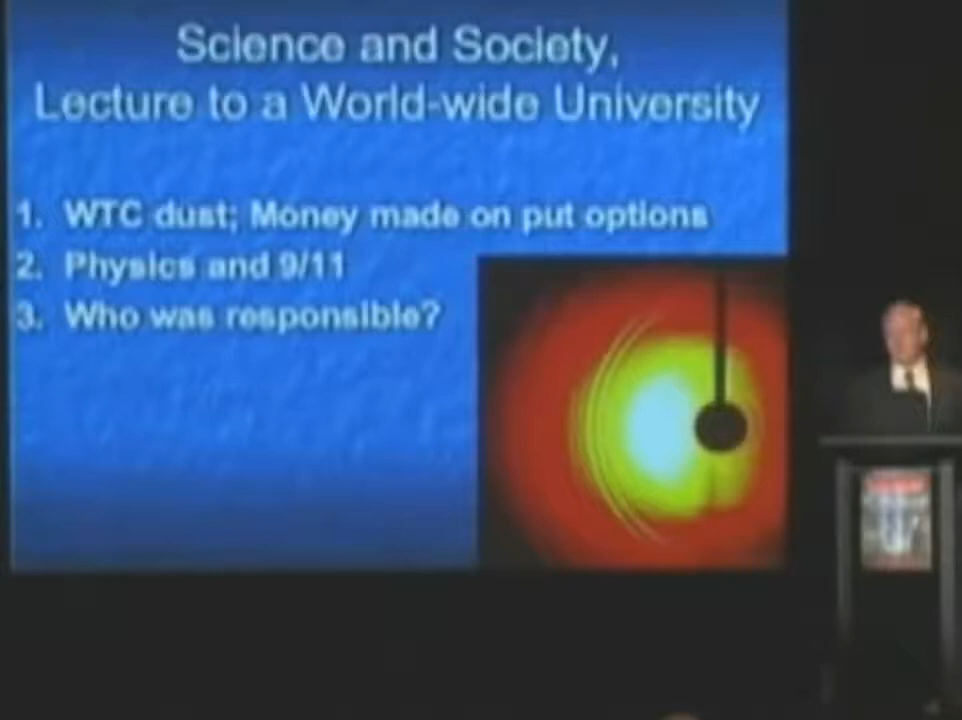 Science and Society,
Lecture to a World-wide University
1. WTC dust; Money made on put options
2. Physics and 9/11
3. Who was responsible?